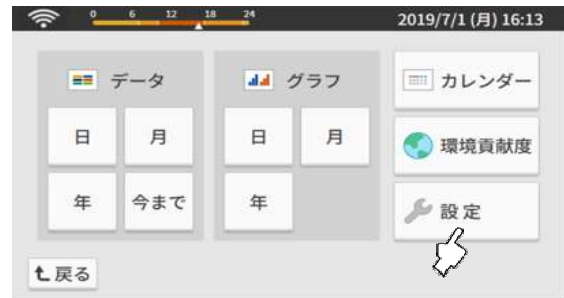 0 6 12 18 24
2019/7/1 (月) 16:13
データ
日 月
年 今まで
グラフ
日 月
年
カレンダー
環境貢献度
設定
戻る